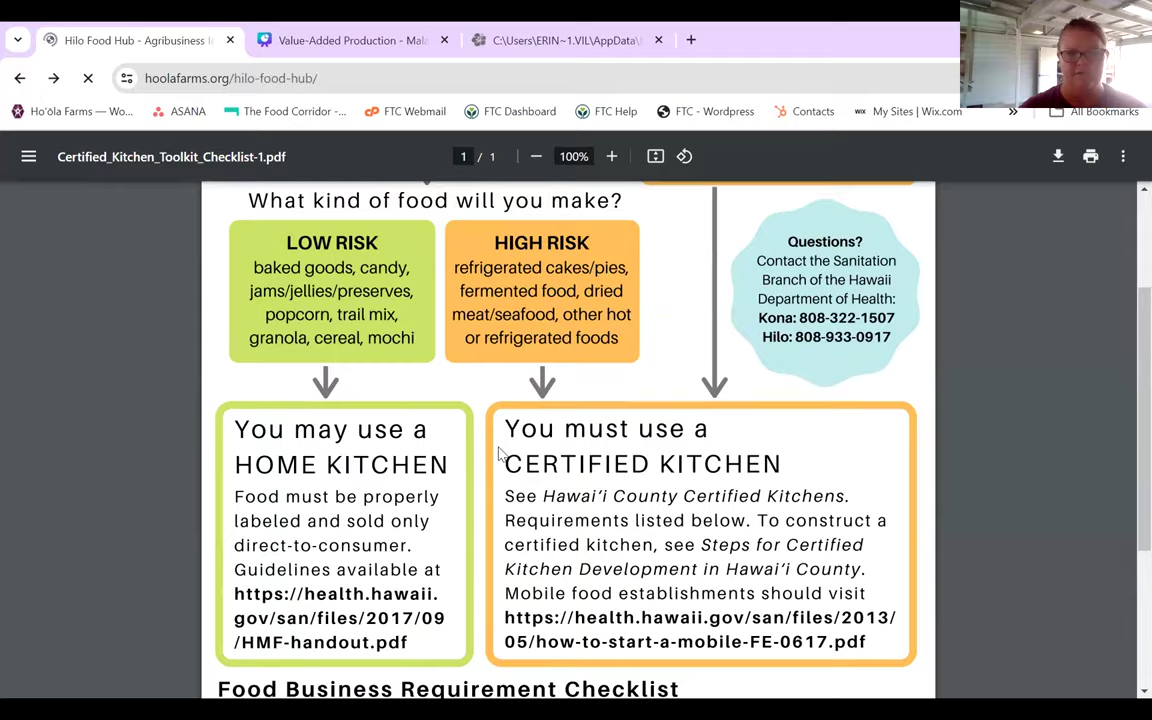 Hilo Food Hub - Agribusiness I
Value-Added Production - Mala
C:\Users\ERIN~1.VIL\AppData\
hoolafarms.org/hilo-food-hub/
Ho'ōla Farms — Wo...
ASANA
The Food Corridor -...
FTC Webmail
FTC Dashboard
FTC Help
FTC - Wordpress
Contacts
WIX My Sites | Wix.com
»
All Bookmarks
Certified_Kitchen_Toolkit_Checklist-1.pdf
1 / 1
100%
What kind of food will you make?
LOW RISK
baked goods, candy,
jams/jellies/preserves,
popcorn, trail mix,
granola, cereal, mochi
HIGH RISK
refrigerated cakes/pies,
fermented food, dried
meat/seafood, other hot
or refrigerated foods
Questions?
Contact the Sanitation
Branch of the Hawaii
Department of Health:
Kona: 808-322-1507
Hilo: 808-933-0917
You may use a
HOME KITCHEN
Food must be properly
labeled and sold only
direct-to-consumer.
Guidelines available at
https://health.hawaii.
gov/san/files/2017/09
/HMF-handout.pdf
You must use a
CERTIFIED KITCHEN
See Hawai‘i County Certified Kitchens.
Requirements listed below. To construct a
certified kitchen, see Steps for Certified
Kitchen Development in Hawai‘i County.
Mobile food establishments should visit
https://health.hawaii.gov/san/files/2013/
05/how-to-start-a-mobile-FE-0617.pdf
Food Business Requirement Checklist